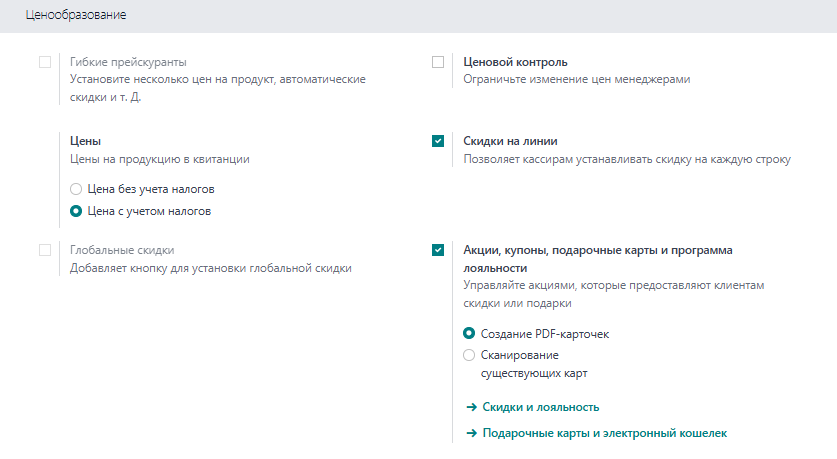 Ценообразование
Гибкие прейскуранты
Установите несколько цен на продукт, автоматические
скидки и т. Д.
Ценовой контроль
Ограничьте изменение цен менеджерами
Цены
Цены на продукцию в квитанции
Цена без учета налогов
Цена с учетом налогов
Скидки на линии
Позволяет кассирам устанавливать скидку на каждую строку
Глобальные скидки
Добавляет кнопку для установки глобальной скидки
Акции, купоны, подарочные карты и программа
лояльности
Управляйте акциями, которые предоставляют клиентам
скидки или подарки
Создание PDF-карточек
Сканирование
существующих карт
Скидки и лояльность
Подарочные карты и электронный кошелек